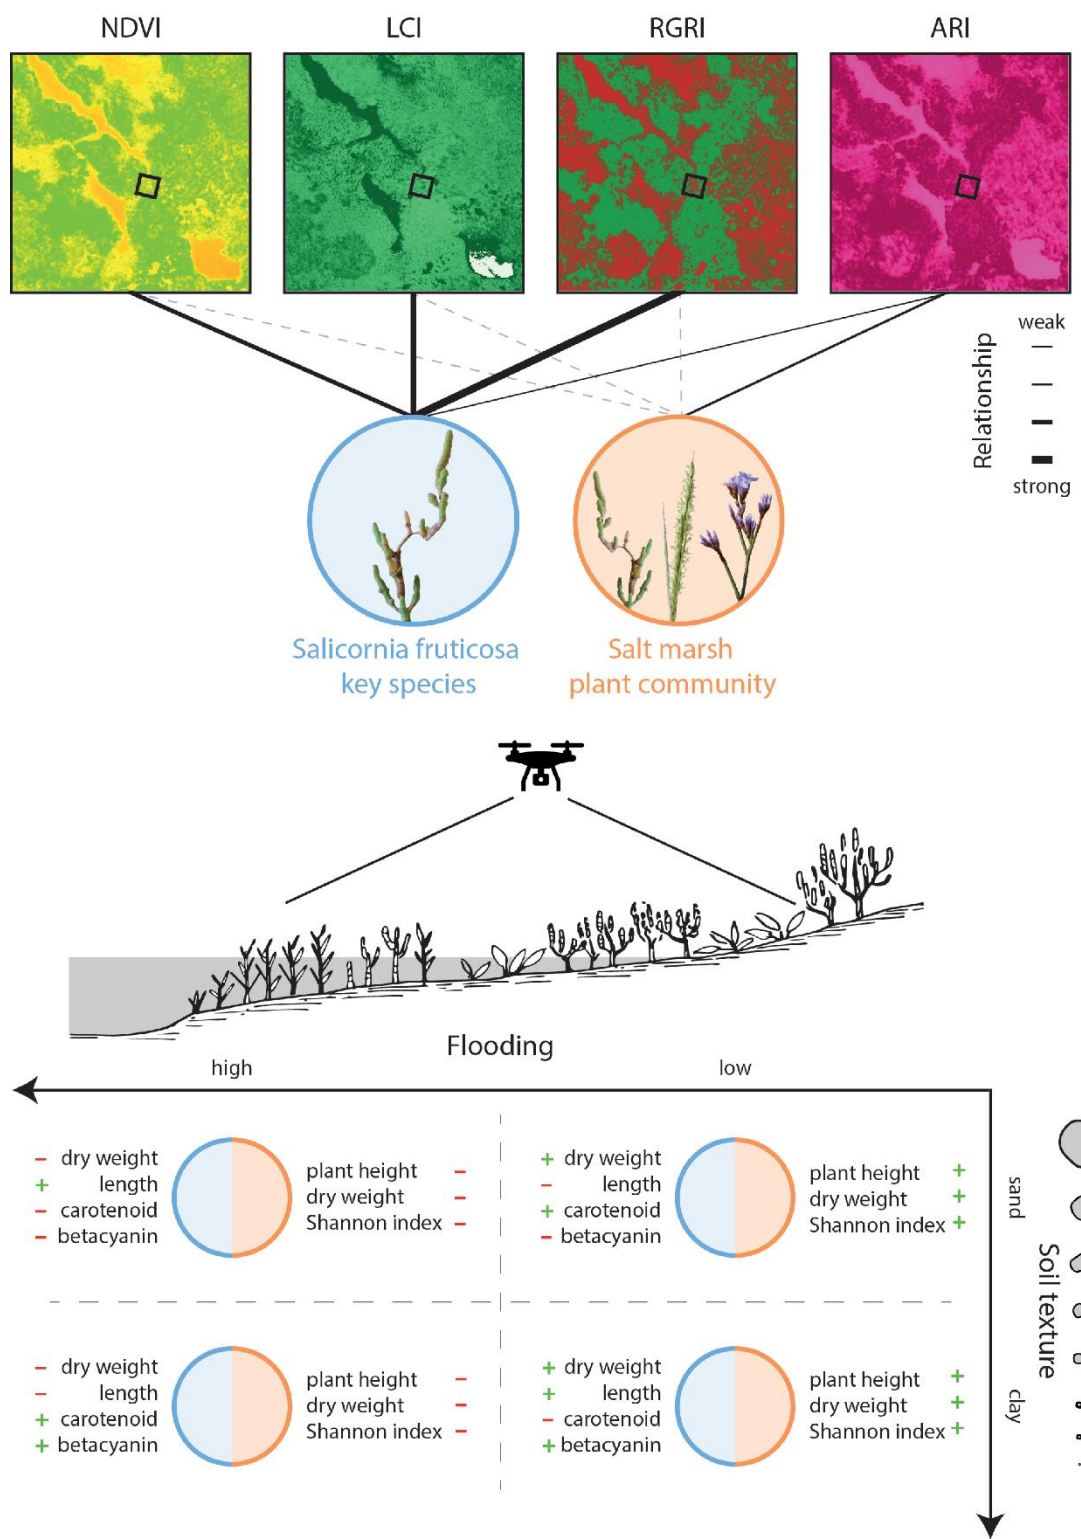 NDVI
LCI
RGRI
ARI
Relationship
weak
strong
Salicornia fruticosa
key species
Salt marsh
plant community
Flooding
high
low
− dry weight
+ length
− carotenoid
− betacyanin
plant height −
dry weight −
Shannon index −
+ dry weight
− length
+ carotenoid
− betacyanin
plant height +
dry weight +
Shannon index +
sand
Soil texture
clay
− dry weight
− length
+ carotenoid
+ betacyanin
plant height −
dry weight −
Shannon index −
+ dry weight
+ length
− carotenoid
+ betacyanin
plant height +
dry weight +
Shannon index +